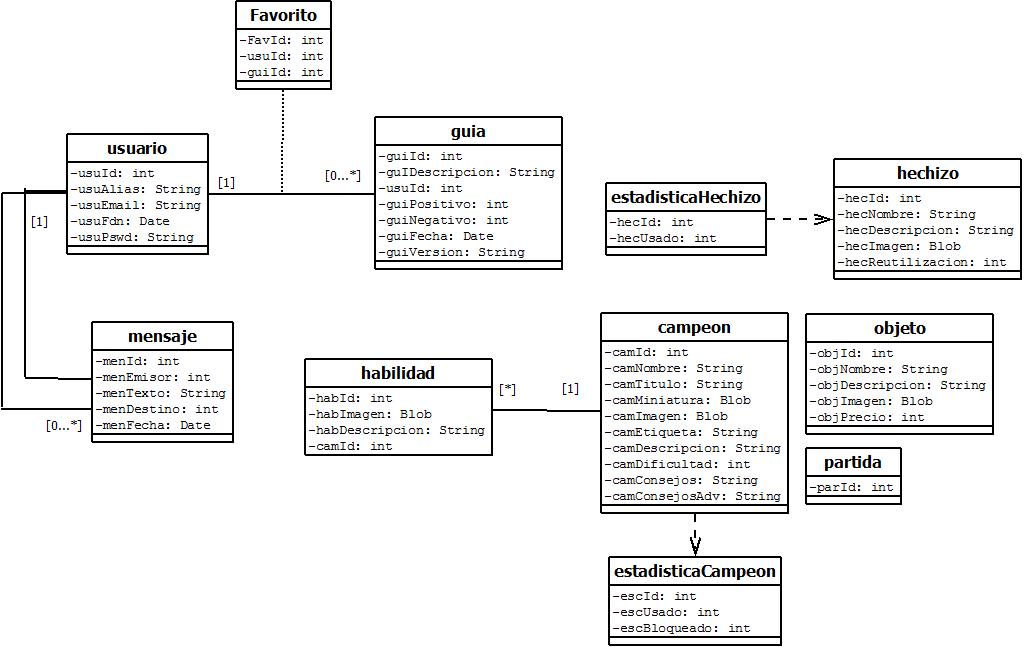 Favorito
-FavId: int
-usuId: int
-guiId: int
usuario
-usuId: int
-usuAlias: String
-usuEmail: String
-usuFdn: Date
-usuPswd: String
[1]
[0...*]
guia
-guiId: int
-guIDescripcion: String
-usuId: int
-guiPositivo: int
-guiNegativo: int
-guiFecha: Date
-guiVersion: String
estadisticaHechizo
-hecId: int
-hecUsado: int
hechizo
-hecId: int
-hecNombre: String
-hecDescripcion: String
-hecImagen: Blob
-hecReutilizacion: int
[1]
mensaje
-menId: int
-menEmisor: int
-menTexto: String
-menDestino: int
-menFecha: Date
[0...*]
habilidad
-habId: int
-habImagen: Blob
-habDescripcion: String
-camId: int
[*]
[1]
campeon
-camId: int
-camNombre: String
-camTitulo: String
-camMiniatura: Blob
-camImagen: Blob
-camEtiqueta: String
-camDescripcion: String
-camDificultad: int
-camConsejos: String
-camConsejosAdv: String
objeto
-objId: int
-objNombre: String
-objDescripcion: String
-objImagen: Blob
-objPrecio: int
partida
-parId: int
estadisticaCampeon
-escId: int
-escUsado: int
-escBloqueado: int